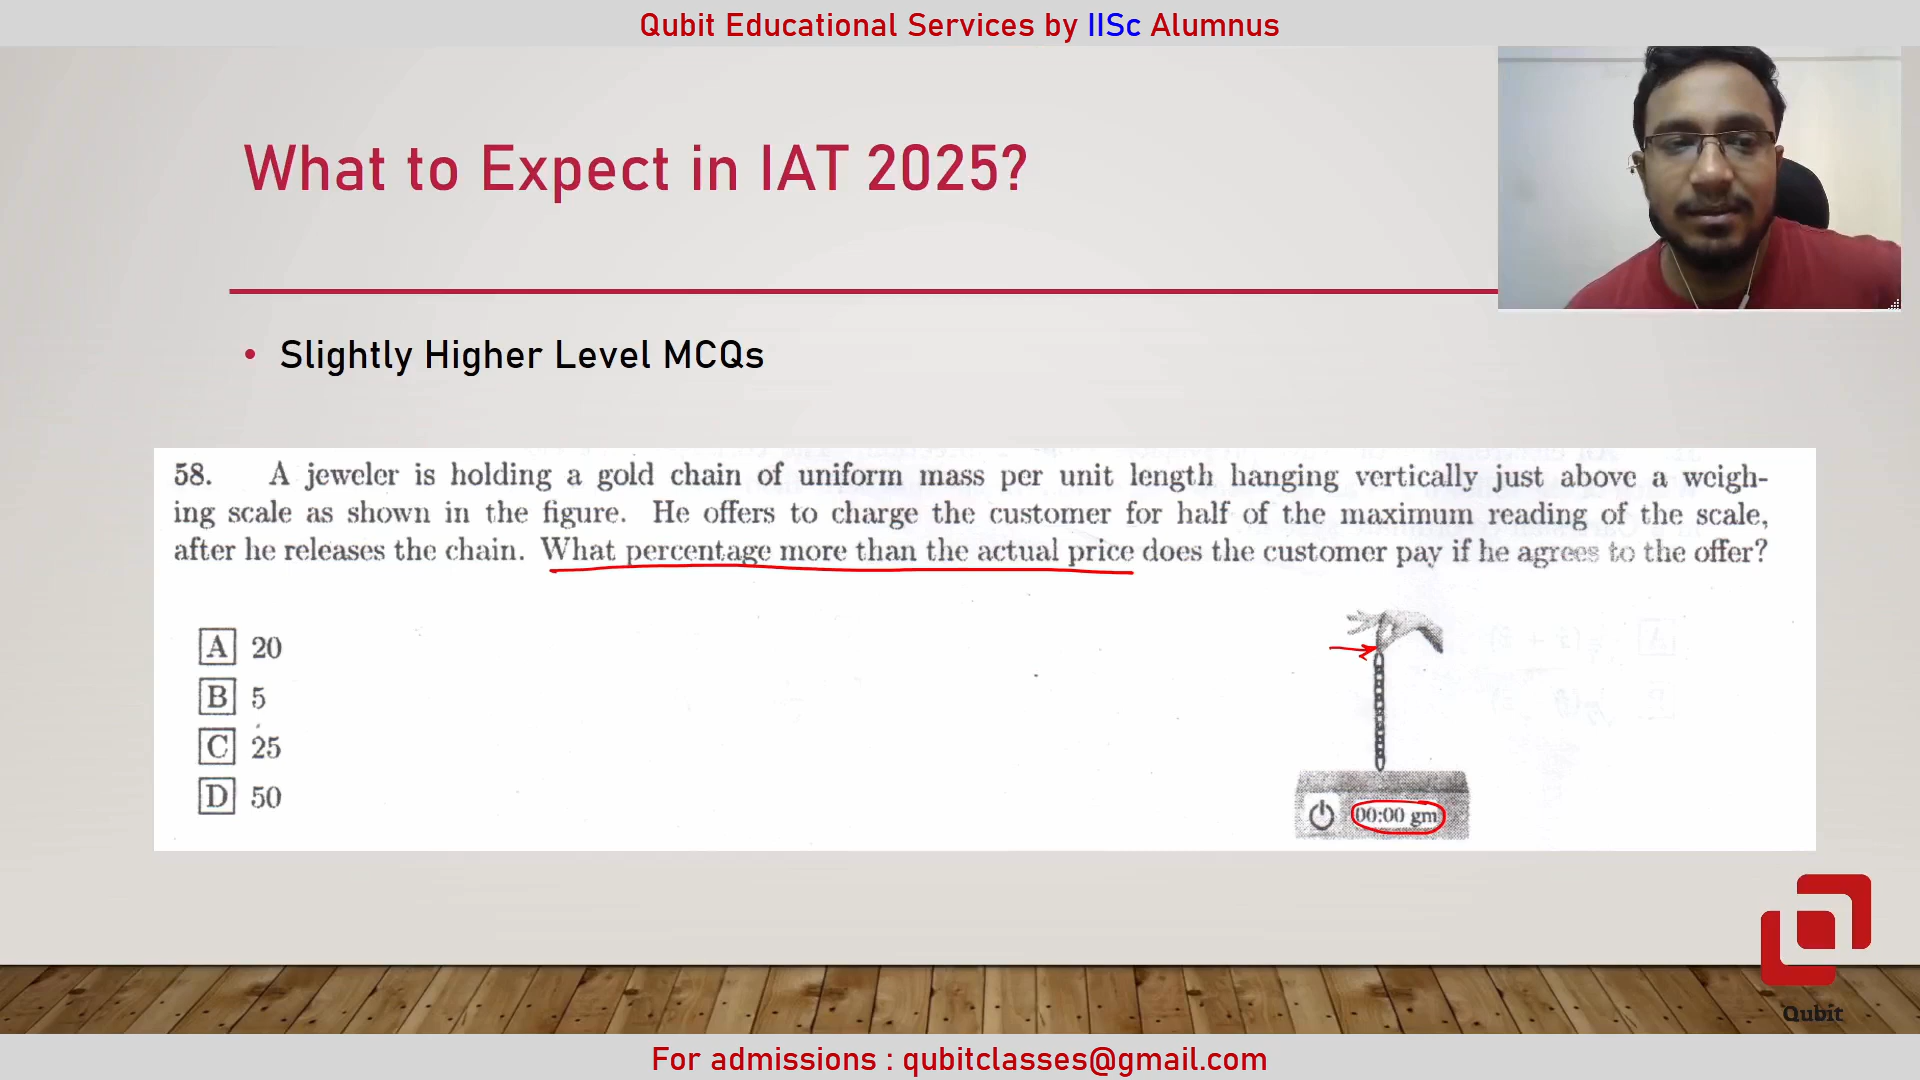 Qubit Educational Services by IISc Alumnus
What to Expect in IAT 2025?
• Slightly Higher Level MCQs
58. A jeweler is holding a gold chain of uniform mass per unit length hanging vertically just above a weigh-
ing scale as shown in the figure. He offers to charge the customer for half of the maximum reading of the scale,
after he releases the chain. What percentage more than the actual price does the customer pay if he agrees to the offer?
A 20
B 5
C 25
D 50
00:00 gm
Qubit
For admissions : qubitclasses@gmail.com